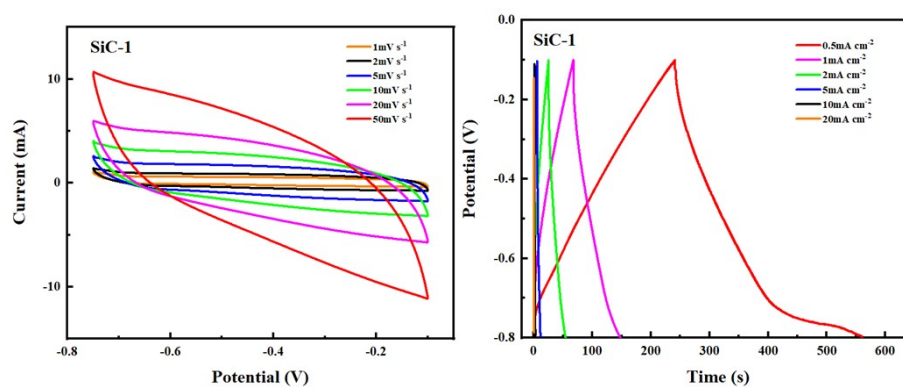 SiC-1
1mV s⁻¹
2mV s⁻¹
5mV s⁻¹
10mV s⁻¹
20mV s⁻¹
50mV s⁻¹
10
0
-10
Current (mA)
-0.8
-0.6
-0.4
-0.2
Potential (V)
SiC-1
0.5mA cm⁻²
1mA cm⁻²
2mA cm⁻²
5mA cm⁻²
10mA cm⁻²
20mA cm⁻²
0.0
-0.2
-0.4
-0.6
-0.8
Potential (V)
0
100
200
300
400
500
600
Time (s)